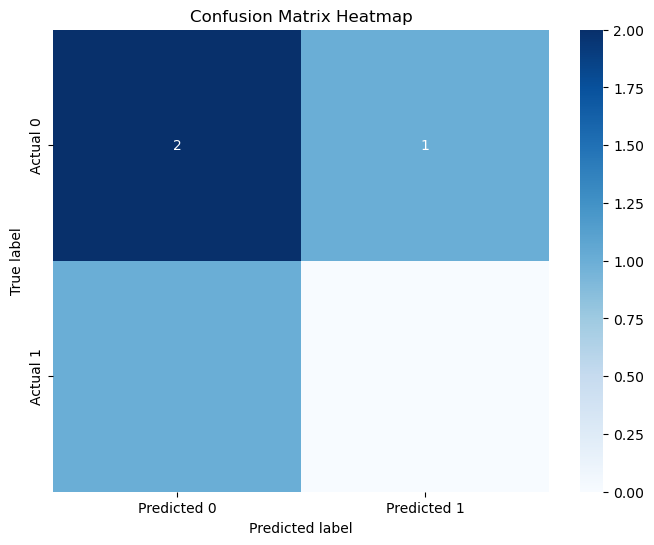 Confusion Matrix Heatmap
2.00
1.75
1.50
1.25
1.00
0.75
0.50
0.25
0.00
True label
Actual 0
Actual 1
2
1
Predicted 0
Predicted 1
Predicted label